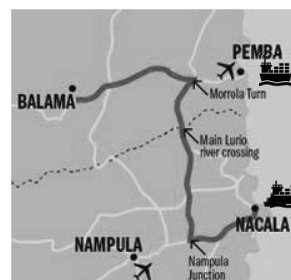 PEMBA
BALAMA
Morrola Turn
Main Lurio
river crossing
NACALA
NAMPULA
Nampula
Junction